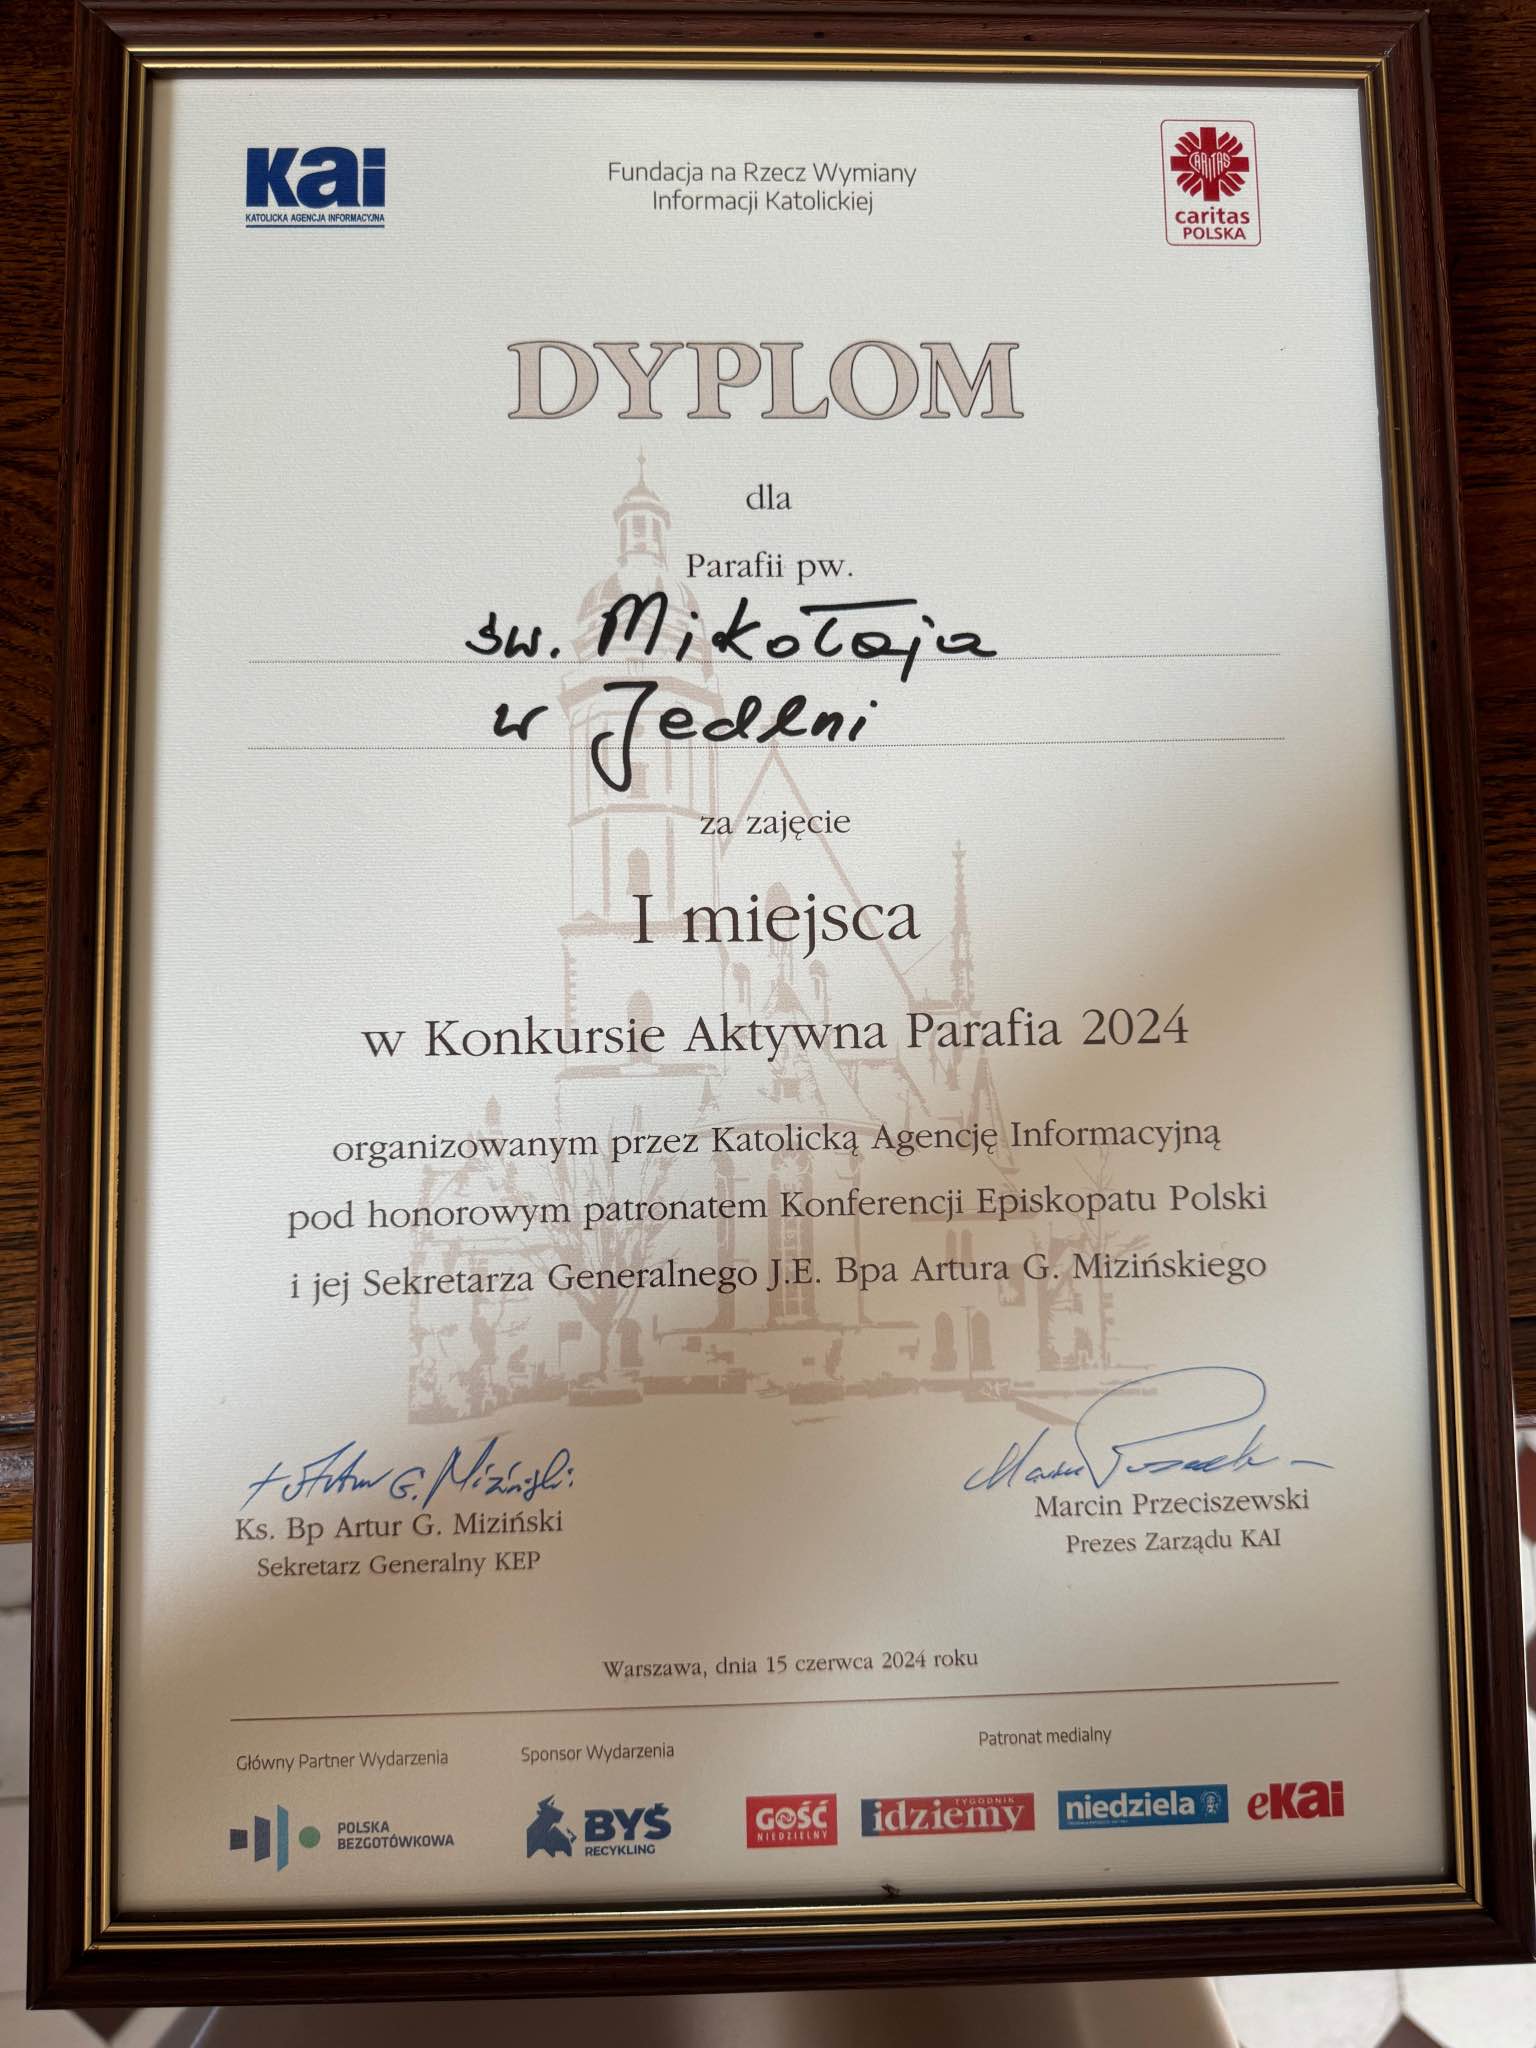 kai
KATOLICKA AGENCJA INFORMACYJNA
Fundacja na Rzecz Wymiany
Informacji Katolickiej
CARITAS
caritas
POLSKA
DYPLOM
dla
Parafii pw.
św. Mikołaja
w Jedlni
za zajęcie
I miejsca
w Konkursie Aktywna Parafia 2024
organizowanym przez Katolicką Agencję Informacyjną
pod honorowym patronatem Konferencji Episkopatu Polski
i jej Sekretarza Generalnego J.E. Bpa Artura G. Mizińskiego
+ Artur G. Miziński
Ks. Bp Artur G. Miziński
Sekretarz Generalny KEP
Marcin Przeciszewski
Prezes Zarządu KAI
Warszawa, dnia 15 czerwca 2024 roku
Główny Partner Wydarzenia
Sponsor Wydarzenia
Patronat medialny
POLSKA
BEZGOTÓWKOWA
BYŚ
RECYKLING
GOŚĆ
NIEDZIELNY
TYGODNIK
idziemy
niedziela
eKAI